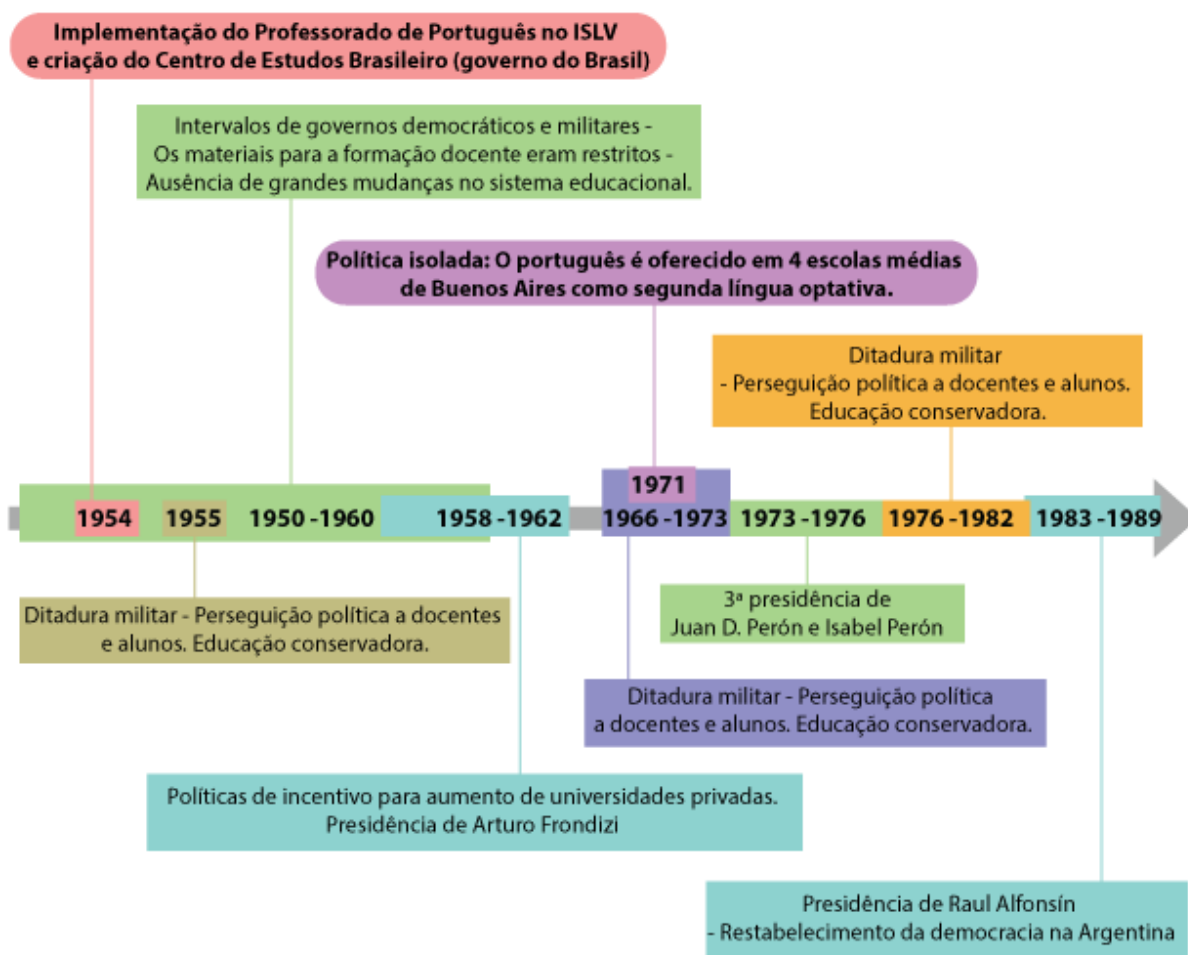 Implementação do Professorado de Português no ISLV
e criação do Centro de Estudos Brasileiro (governo do Brasil)
Intervalos de governos democráticos e militares -
Os materiais para a formação docente eram restritos -
Ausência de grandes mudanças no sistema educacional.
Política isolada: O português é oferecido em 4 escolas médias
de Buenos Aires como segunda língua optativa.
Ditadura militar
- Perseguição política a docentes e alunos.
Educação conservadora.
1971
1954 1955 1950 -1960 1958 -1962 1966 -1973 1973 -1976 1976 -1982 1983 -1989
Ditadura militar - Perseguição política a docentes
e alunos. Educação conservadora.
3ª presidência de
Juan D. Perón e Isabel Perón
Ditadura militar - Perseguição política
a docentes e alunos. Educação conservadora.
Políticas de incentivo para aumento de universidades privadas.
Presidência de Arturo Frondizi
Presidência de Raul Alfonsín
- Restabelecimento da democracia na Argentina